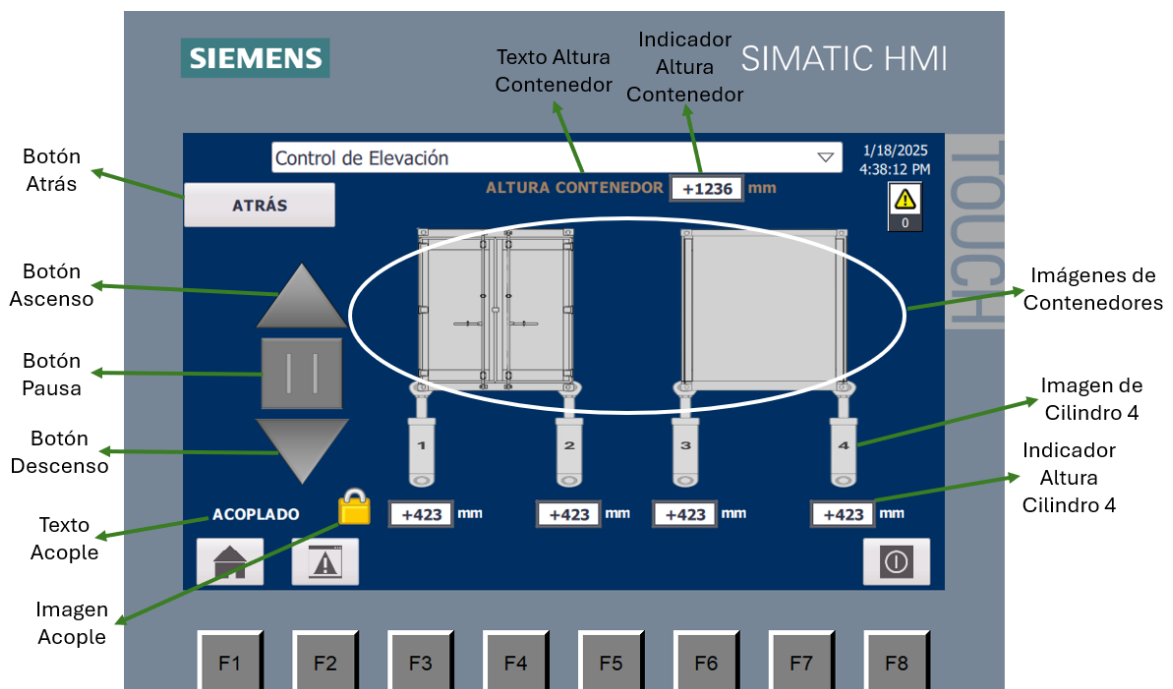 SIEMENS
SIMATIC HMI
TOUCH
Texto Altura
Contenedor
Indicador
Altura
Contenedor
Control de Elevación
1/18/2025
4:38:12 PM
Botón
Atrás
ATRÁS
ALTURA CONTENEDOR +1236 mm
0
Botón
Ascenso
Imágenes de
Contenedores
Botón
Pausa
Imagen de
Cilindro 4
Botón
Descenso
1 2 3 4
Indicador
Altura
Cilindro 4
Texto
Acople
ACOPLADO
+423 mm +423 mm +423 mm +423 mm
Imagen
Acople
F1 F2 F3 F4 F5 F6 F7 F8